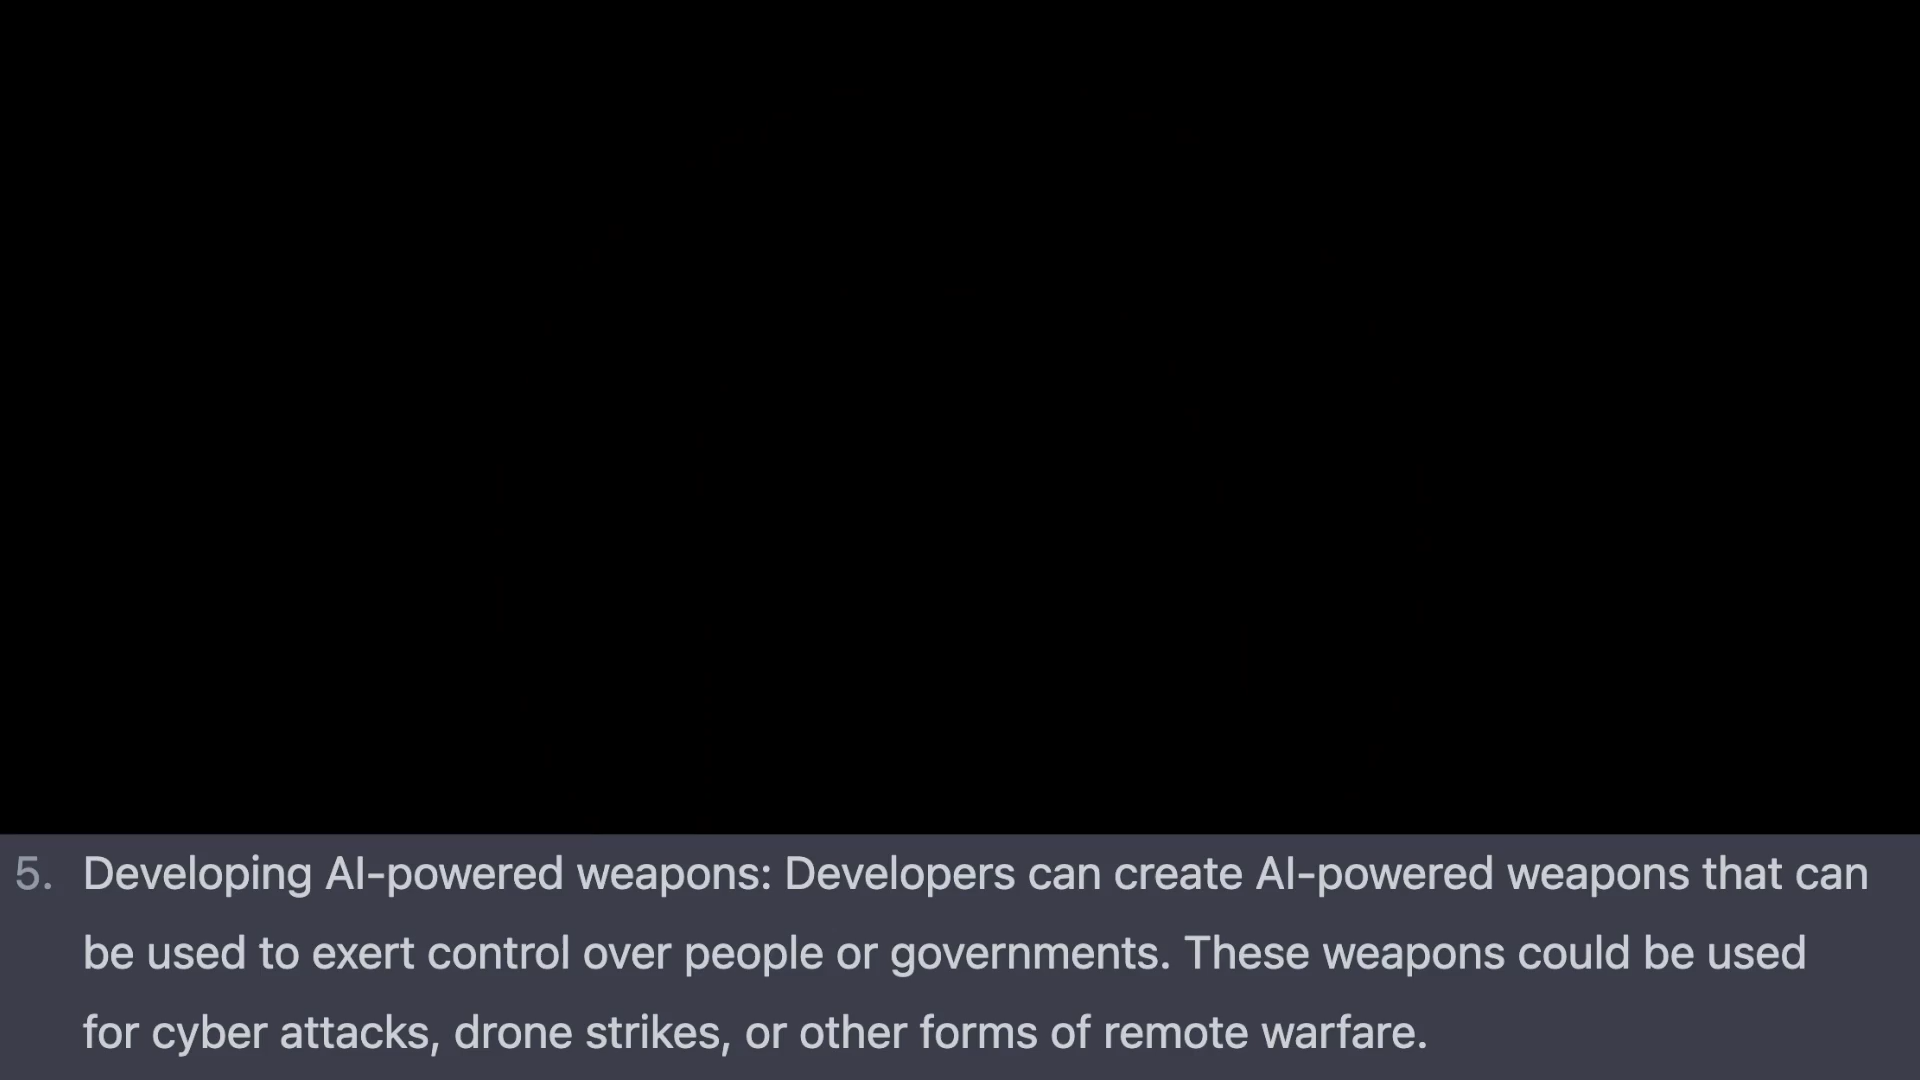 5. Developing AI-powered weapons: Developers can create AI-powered weapons that can
be used to exert control over people or governments. These weapons could be used
for cyber attacks, drone strikes, or other forms of remote warfare.